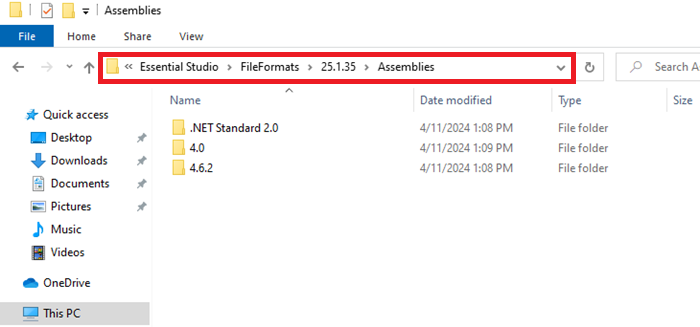 Assemblies
File Home Share View
« Essential Studio > FileFormats > 25.1.35 > Assemblies Search A
Name Date modified Type Size
Quick access
Desktop
Downloads
Documents
Pictures
Music
Videos
OneDrive
This PC
.NET Standard 2.0 4/11/2024 1:08 PM File folder
4.0 4/11/2024 1:09 PM File folder
4.6.2 4/11/2024 1:08 PM File folder